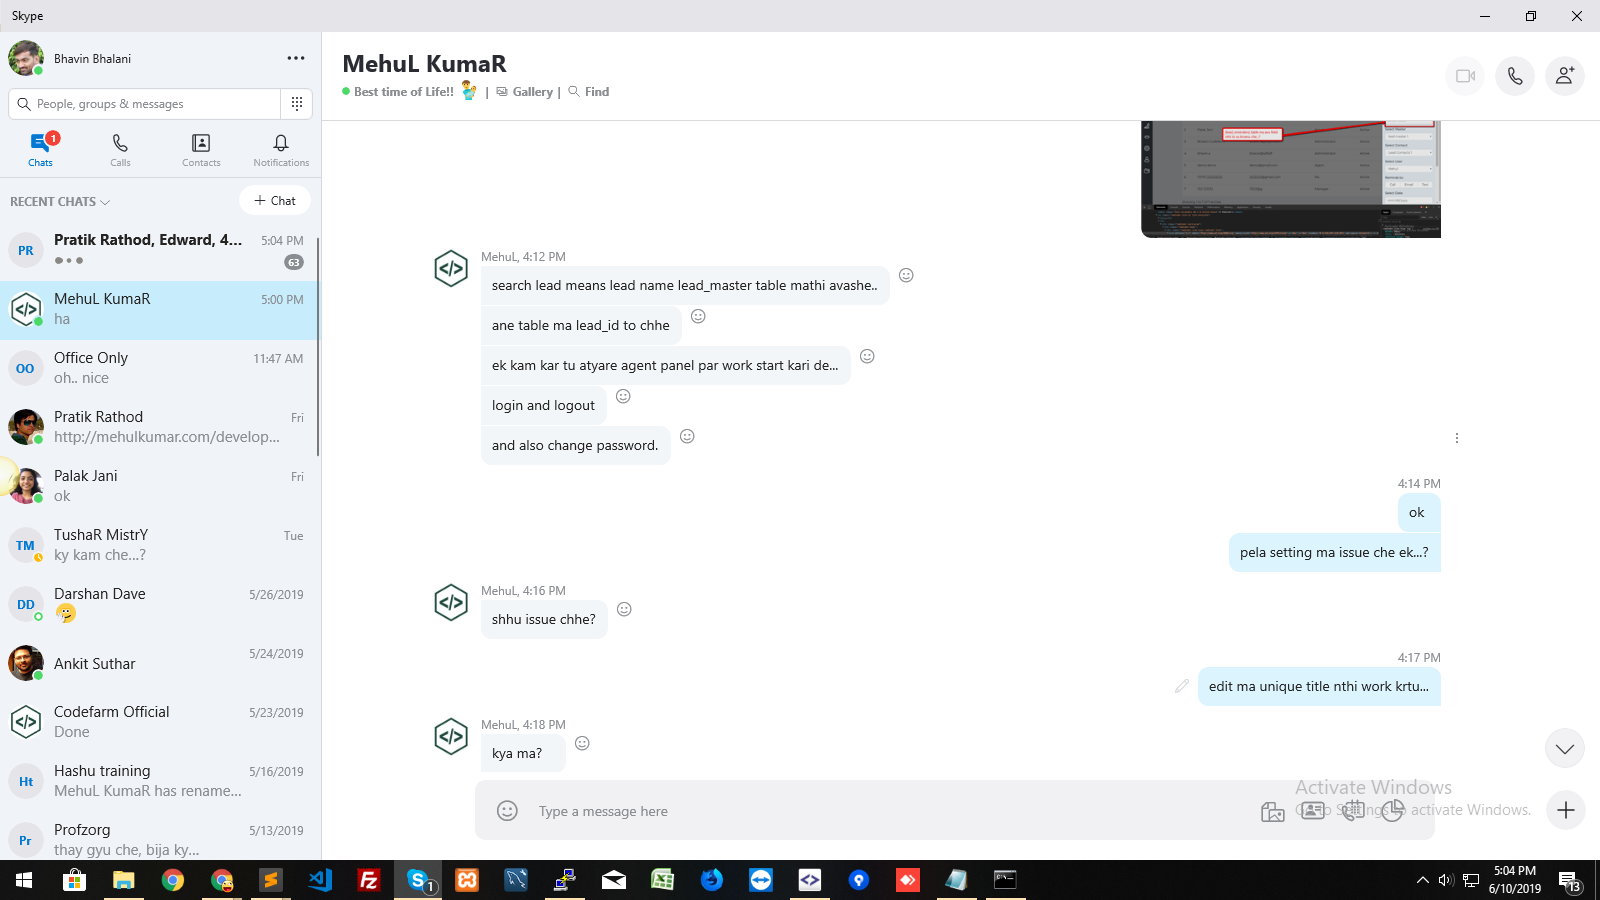 Skype
Bhavin Bhalani
People, groups & messages
1
Chats
Calls
Contacts
Notifications
RECENT CHATS
+ Chat
PR
Pratik Rathod, Edward, 4...
5:04 PM
63
MehuL KumaR
5:00 PM
ha
OO
Office Only
11:47 AM
oh.. nice
Pratik Rathod
Fri
http://mehulkumar.com/develop...
Palak Jani
Fri
ok
TM
TushaR MistrY
Tue
ky kam che...?
DD
Darshan Dave
5/26/2019
Ankit Suthar
5/24/2019
Codefarm Official
5/23/2019
Done
Ht
Hashu training
5/16/2019
MehuL KumaR has rename...
Pr
Profzorg
5/13/2019
thay gyu che, bija ky...
MehuL KumaR
Best time of Life!! | Gallery | Find
MehuL, 4:12 PM
search lead means lead name lead_master table mathi avashe..
ane table ma lead_id to chhe
ek kam kar tu atyare agent panel par work start kari de...
login and logout
and also change password.
4:14 PM
ok
pela setting ma issue che ek...?
MehuL, 4:16 PM
shhu issue chhe?
4:17 PM
edit ma unique title nthi work krtu...
MehuL, 4:18 PM
kya ma?
Type a message here
Activate Windows
Go to Settings to activate Windows.
1
5:04 PM
6/10/2019
13